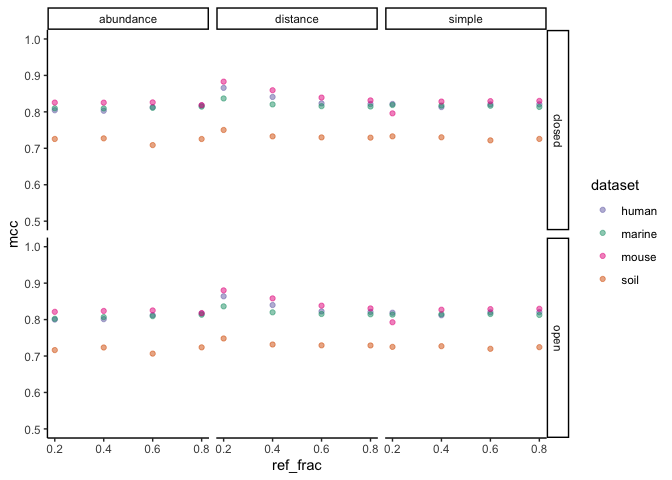 abundance distance simple
1.0
0.9
0.8
0.7
0.6
0.5
closed
1.0
0.9
0.8
0.7
0.6
0.5
open
mcc
0.2 0.4 0.6 0.8 0.2 0.4 0.6 0.8 0.2 0.4 0.6 0.8
ref_frac
dataset
human
marine
mouse
soil